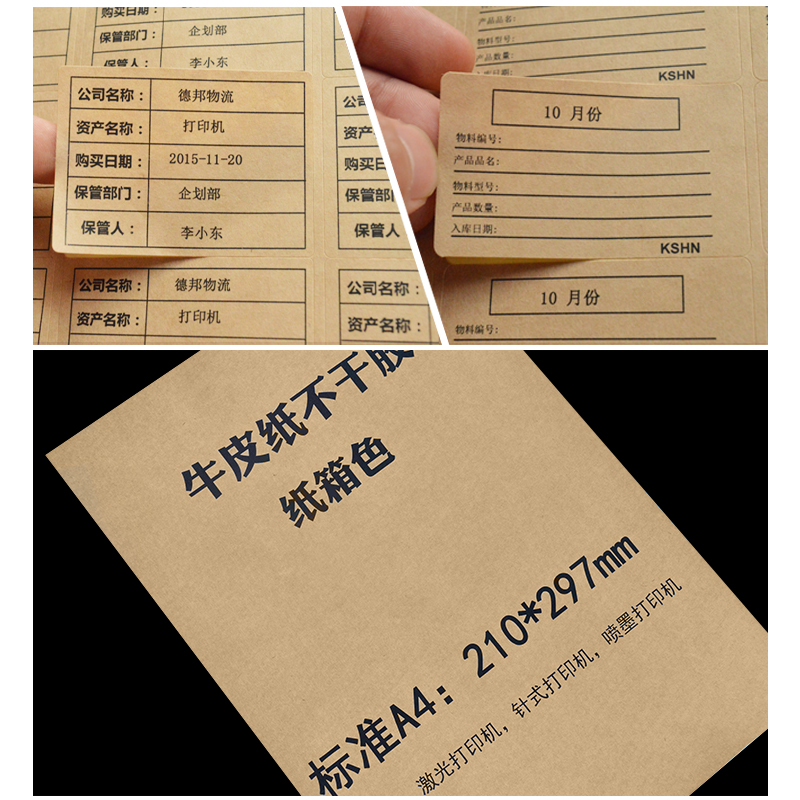 购买日期：
保管部门： 企划部
保管人： 李小东
公司名称： 德邦物流
资产名称： 打印机
购买日期： 2015-11-20
保管部门： 企划部
保管人： 李小东
公司名称： 德邦物流
资产名称： 打印机
公
资产
购买日
保管部
保管人
公司名称：
资产名称：
产品品名:
物料型号:
产品数量:
入库日期:
KSHN
10 月份
物料编号:
产品品名:
物料型号:
产品数量:
入库日期:
KSHN
10 月份
物料编号:
牛皮纸不干胶
纸箱色
标准A4：210*297mm
激光打印机，针式打印机，喷墨打印机